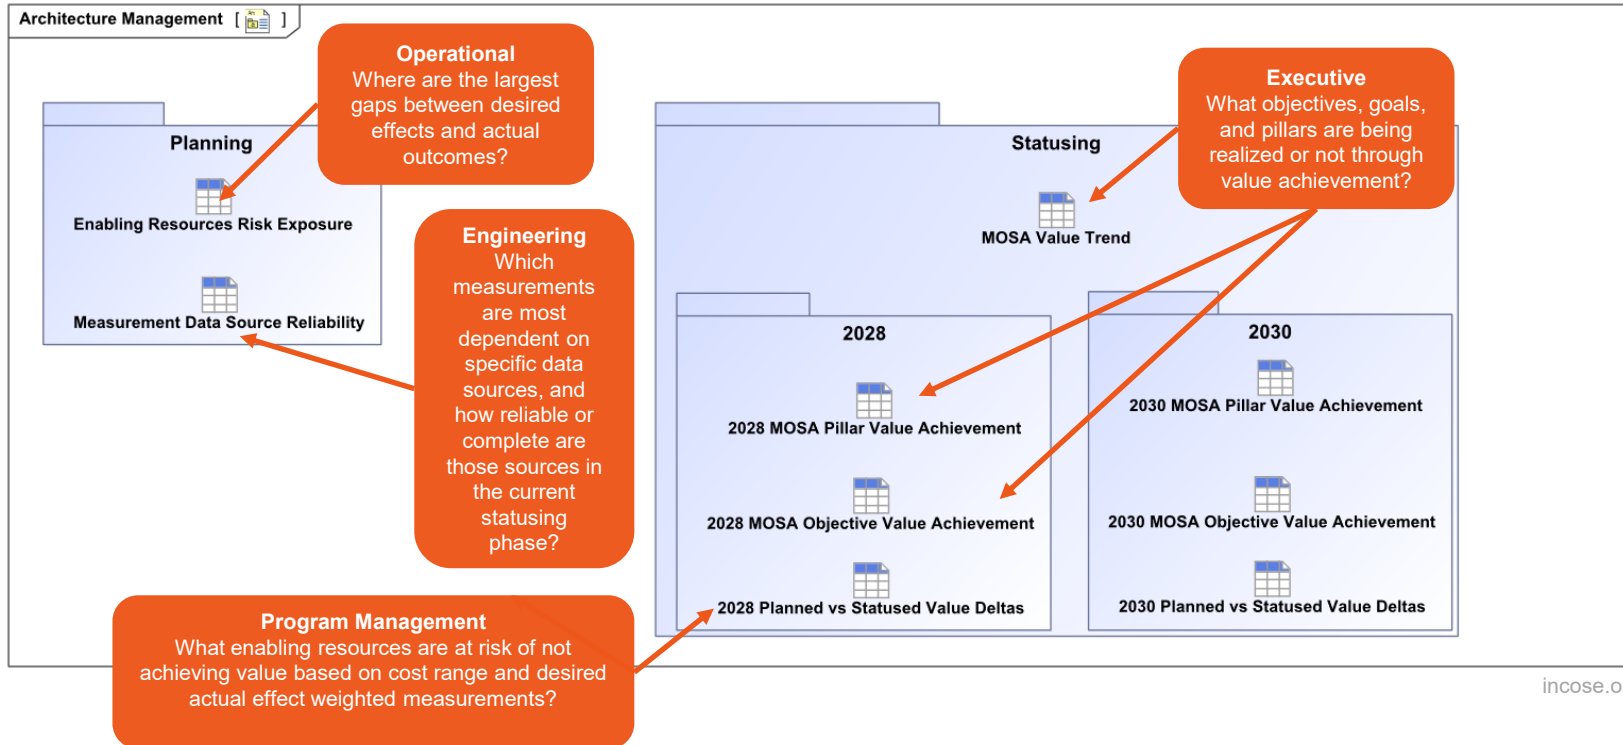 Architecture Management [ ]
Operational
Where are the largest
gaps between desired
effects and actual
outcomes?
Executive
What objectives, goals,
and pillars are being
realized or not through
value achievement?
Planning
Enabling Resources Risk Exposure
Measurement Data Source Reliability
Engineering
Which
measurements
are most
dependent on
specific data
sources, and
how reliable or
complete are
those sources in
the current
statusing
phase?
Statusing
MOSA Value Trend
2028
2028 MOSA Pillar Value Achievement
2028 MOSA Objective Value Achievement
2028 Planned vs Statused Value Deltas
2030
2030 MOSA Pillar Value Achievement
2030 MOSA Objective Value Achievement
2030 Planned vs Statused Value Deltas
Program Management
What enabling resources are at risk of not
achieving value based on cost range and desired
actual effect weighted measurements?
incose.o